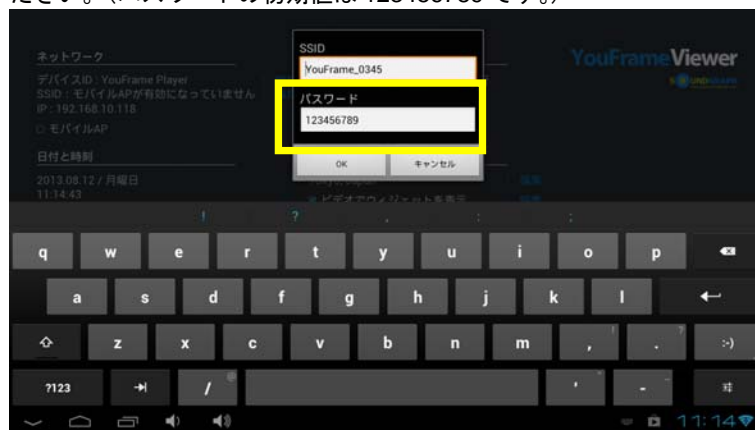 ださい。（パスワードの初期値は 123456789 です。）
ネットワーク
デバイスID : YouFrame Player
SSID : モバイルAPが有効になっていません
IP : 192.168.10.118
モバイルAP
日付と時刻
2013.08.12 / 月曜日
11:14:43
SSID
YouFrame_0345
パスワード
123456789
OK キャンセル
YouFrame Viewer
ビデオでウィジェットを表示
! ? , : ;
q w e r t y u i o p
a s d f g h j k l
z x c v b n m , ! . ? :-)
?123 / @ ' " - _
11:14